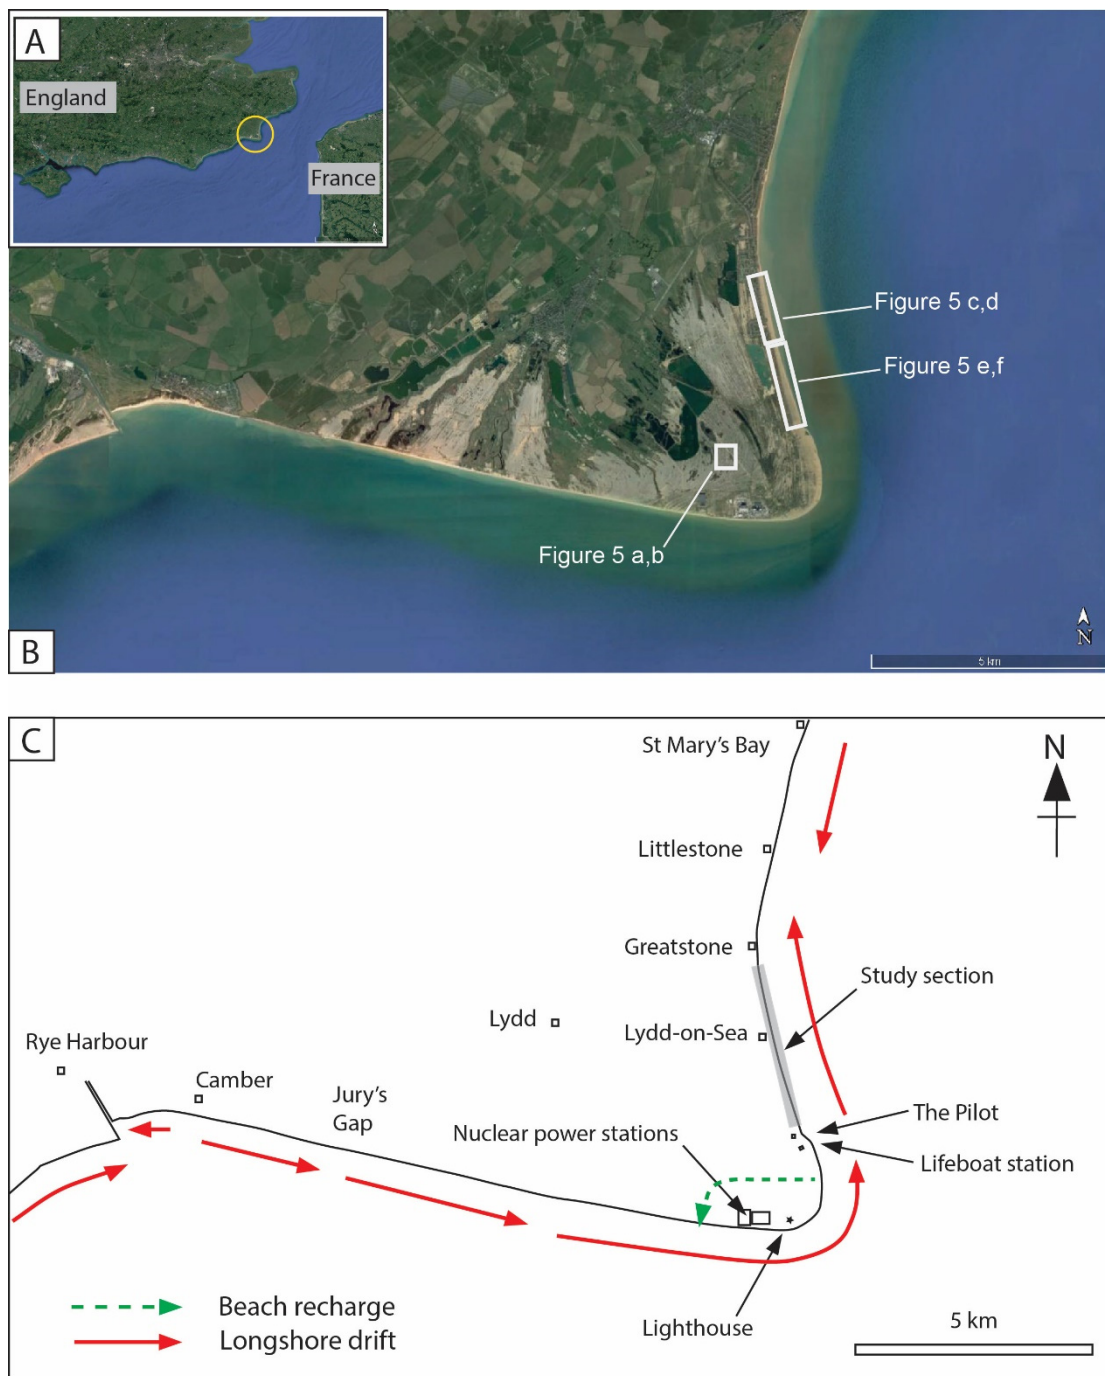 A
England
France
Figure 5 c,d
Figure 5 e,f
Figure 5 a,b
N
B
5 km
C
St Mary's Bay
N
Littlestone
Greatstone
Study section
Lydd
Lydd-on-Sea
Rye Harbour
Camber
Jury's
Gap
The Pilot
Nuclear power stations
Lifeboat station
Beach recharge
Longshore drift
Lighthouse
5 km